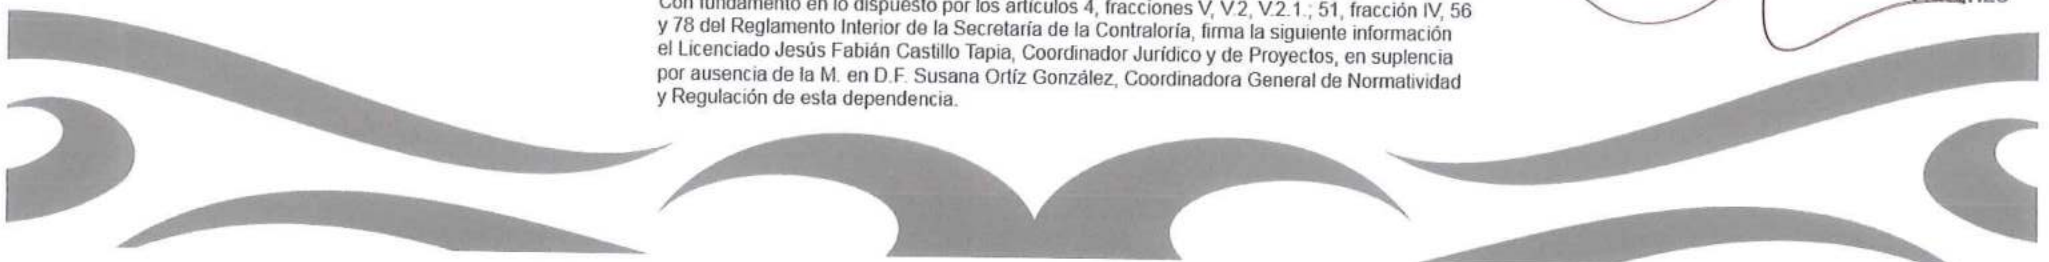 Con fundamento en lo dispuesto por los artículos 4, fracciones V, V.2, V.2.1.; 51, fracción IV, 56
y 78 del Reglamento Interior de la Secretaría de la Contraloría, firma la siguiente información
el Licenciado Jesús Fabián Castillo Tapia, Coordinador Jurídico y de Proyectos, en suplencia
por ausencia de la M. en D.F. Susana Ortíz González, Coordinadora General de Normatividad
y Regulación de esta dependencia.